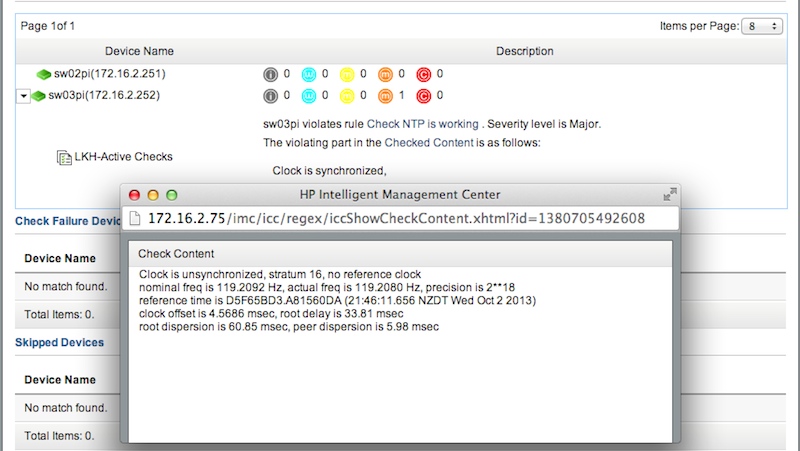 Page 1of 1
Items per Page: 8
Device Name Description
sw02pi(172.16.2.251) i 0 w 0 m 0 m 0 C 0
sw03pi(172.16.2.252) i 0 w 0 m 0 m 1 C 0
sw03pi violates rule Check NTP is working . Severity level is Major.
The violating part in the Checked Content is as follows:
LKH-Active Checks
Clock is synchronized,
HP Intelligent Management Center
172.16.2.75/imc/icc/regex/iccShowCheckContent.xhtml?id=1380705492608
Check Content
Clock is unsynchronized, stratum 16, no reference clock
nominal freq is 119.2092 Hz, actual freq is 119.2080 Hz, precision is 2**18
reference time is D5F65BD3.A81560DA (21:46:11.656 NZDT Wed Oct 2 2013)
clock offset is 4.5686 msec, root delay is 33.81 msec
root dispersion is 60.85 msec, peer dispersion is 5.98 msec
Check Failure Devic
Device Name
No match found.
Total Items: 0.
Skipped Devices
Device Name
No match found.
Total Items: 0.